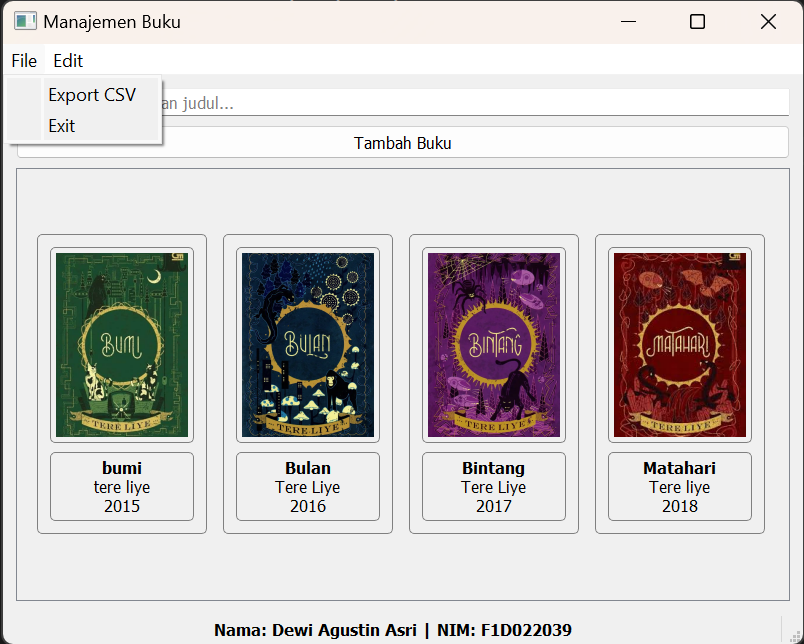 Manajemen Buku
File Edit
Export CSV
an judul...
Exit
Tambah Buku
BUMI
TERE LIYE
BULAN
TERE LIYE
BINTANG
TERE LIYE
MATAHARI
TERE LIYE
bumi
tere liye
2015
Bulan
Tere Liye
2016
Bintang
Tere Liye
2017
Matahari
Tere liye
2018
Nama: Dewi Agustin Asri | NIM: F1D022039